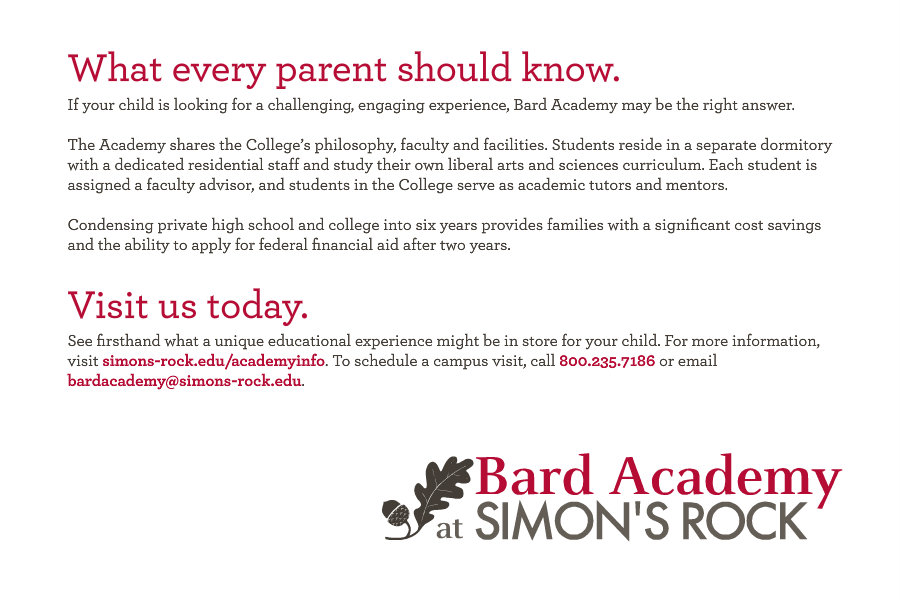 What every parent should know.
If your child is looking for a challenging, engaging experience, Bard Academy may be the right answer.
The Academy shares the College's philosophy, faculty and facilities. Students reside in a separate dormitory
with a dedicated residential staff and study their own liberal arts and sciences curriculum. Each student is
assigned a faculty advisor, and students in the College serve as academic tutors and mentors.
Condensing private high school and college into six years provides families with a significant cost savings
and the ability to apply for federal financial aid after two years.
Visit us today.
See firsthand what a unique educational experience might be in store for your child. For more information,
visit simons-rock.edu/academyinfo. To schedule a campus visit, call 800.235.7186 or email
bardacademy@simons-rock.edu.
Bard Academy
at SIMON'S ROCK